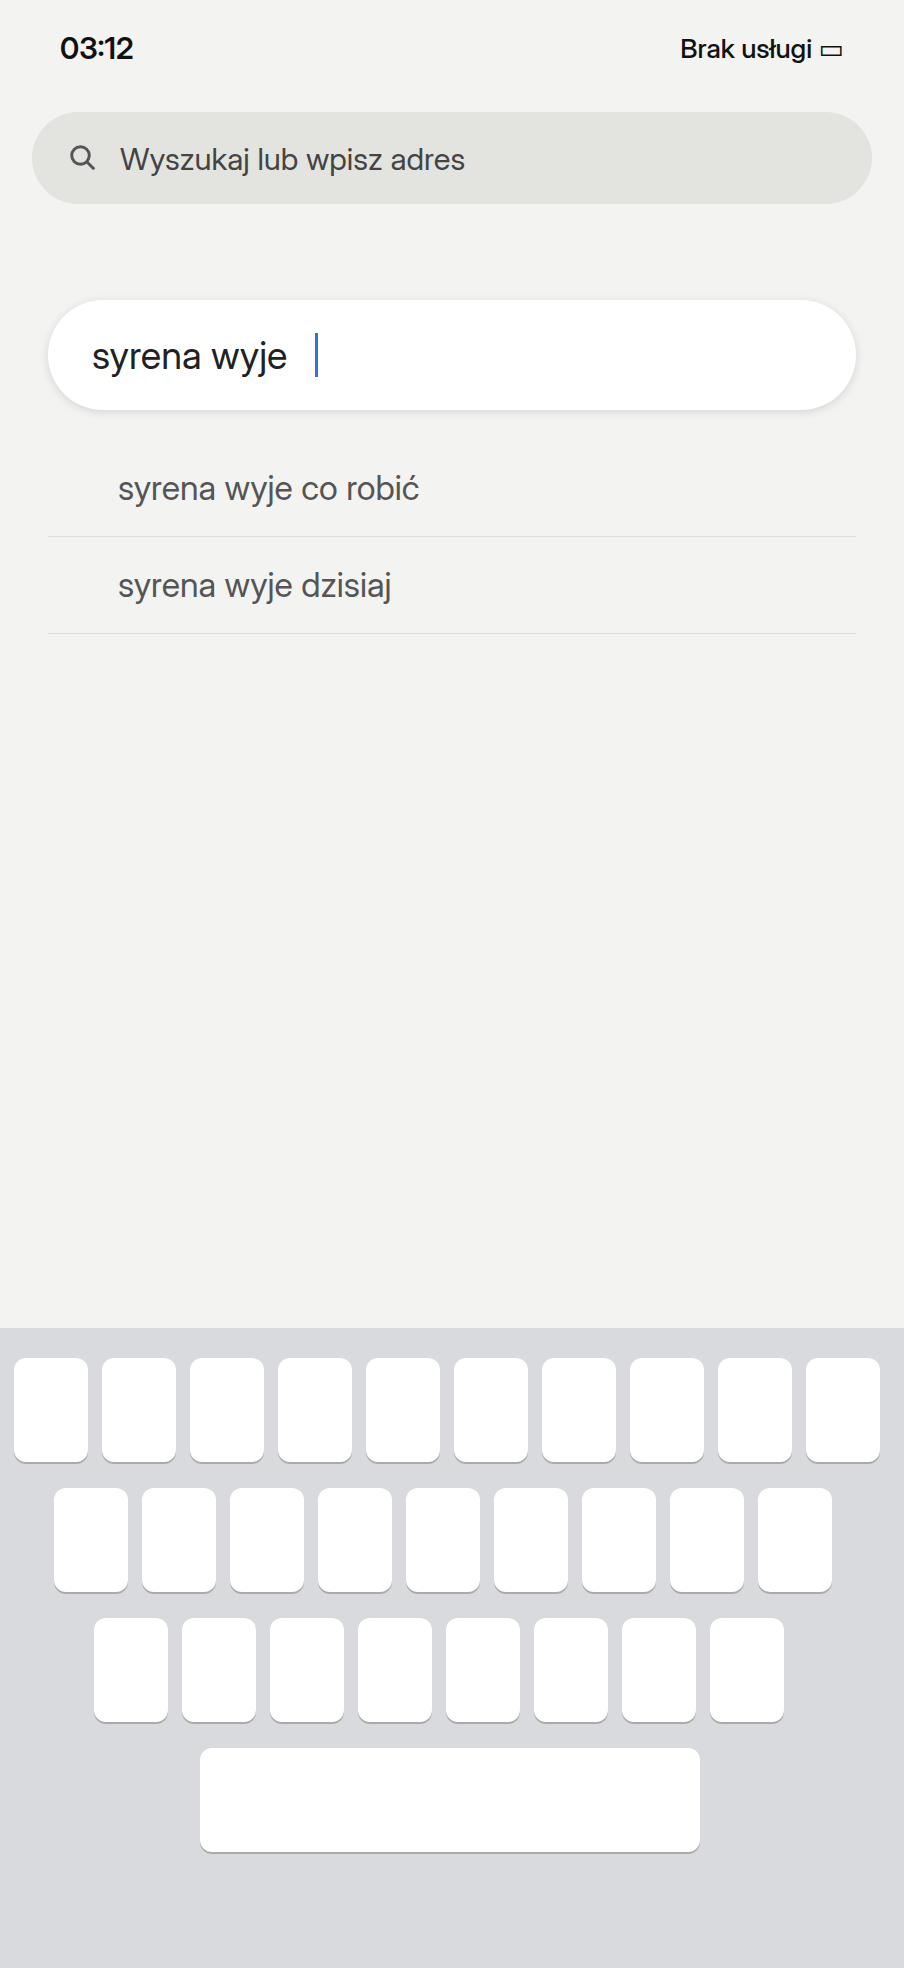 03:12
Brak usługi
Wyszukaj lub wpisz adres
syrena wyje
syrena wyje co robić
syrena wyje dzisiaj